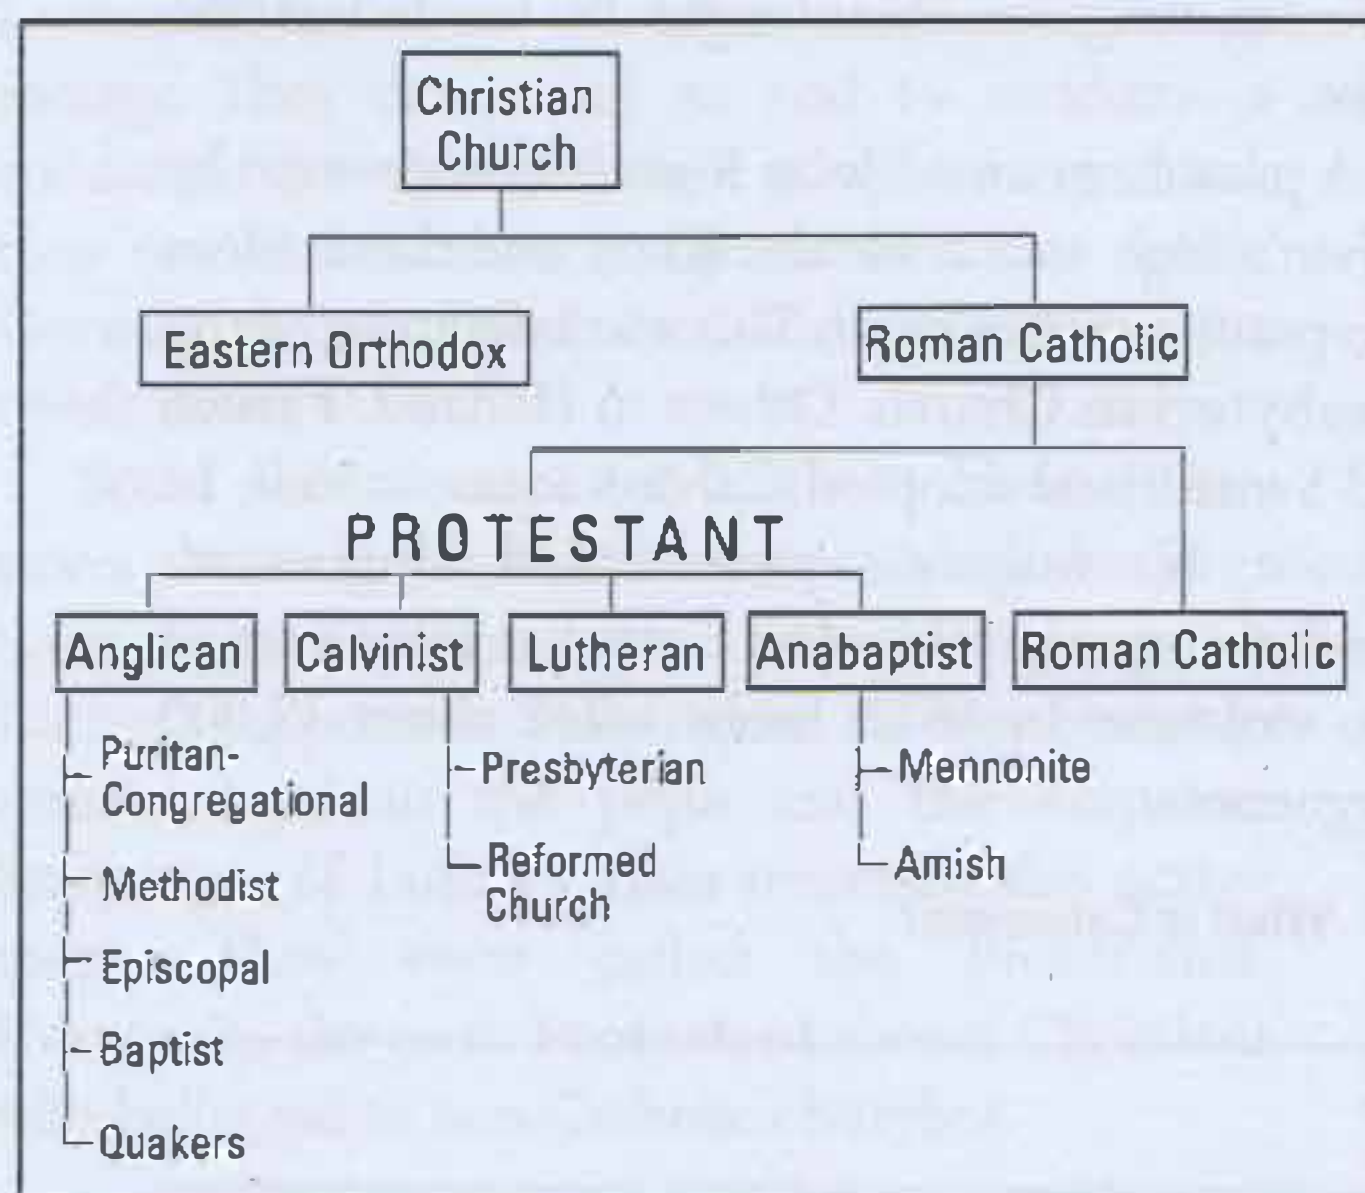 Christian
Church
Eastern Orthodox
Roman Catholic
PROTESTANT
Anglican
Calvinist
Lutheran
Anabaptist
Roman Catholic
Puritan-
Congregational
Methodist
Episcopal
Baptist
Quakers
Presbyterian
Reformed
Church
Mennonite
Amish